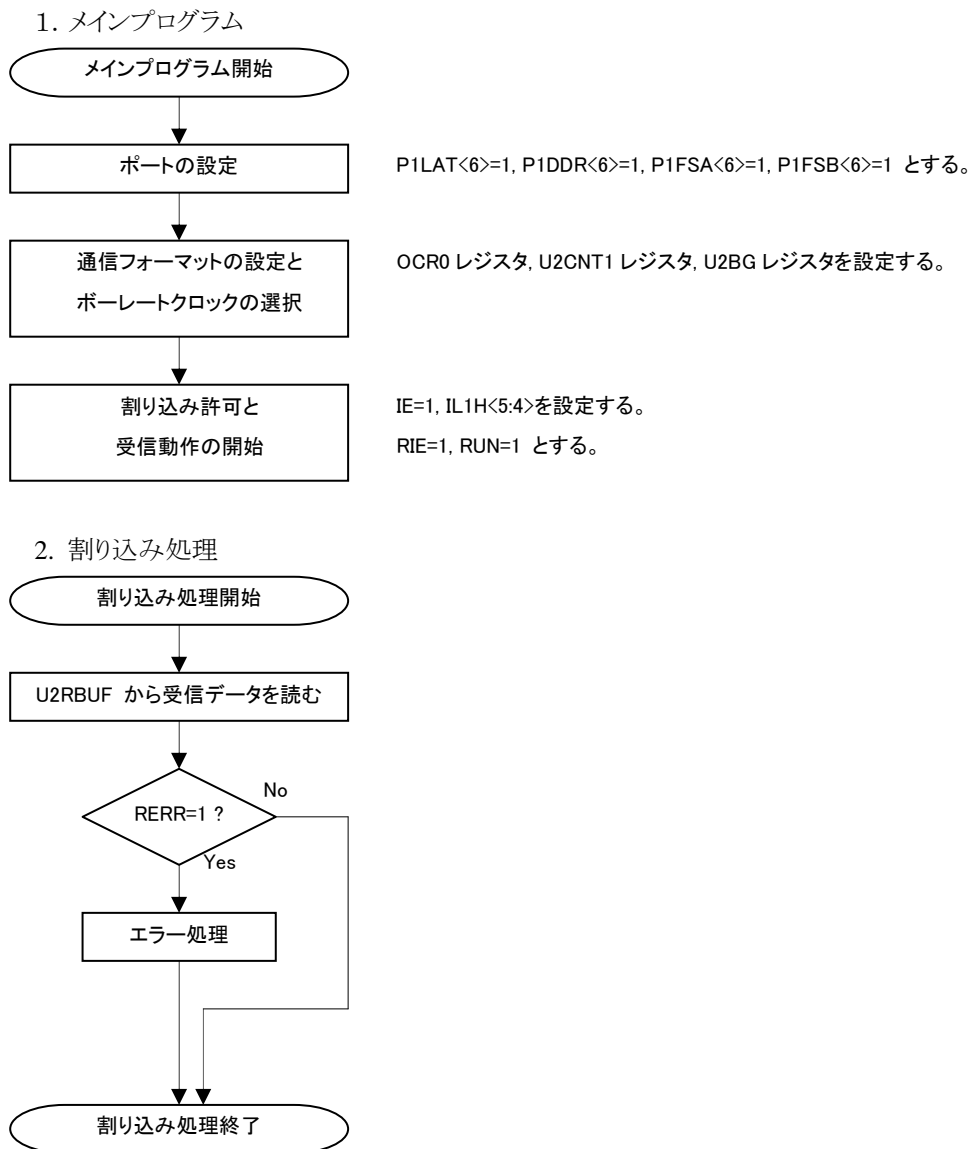 1. メインプログラム
メインプログラム開始
ポートの設定
P1LAT<6>=1, P1DDR<6>=1, P1FSA<6>=1, P1FSB<6>=1 とする。
通信フォーマットの設定と
ボーレートクロックの選択
OCR0 レジスタ, U2CNT1 レジスタ, U2BG レジスタを設定する。
割り込み許可と
受信動作の開始
IE=1, IL1H<5:4>を設定する。
RIE=1, RUN=1 とする。
2. 割り込み処理
割り込み処理開始
U2RBUF から受信データを読む
RERR=1 ?
No
Yes
エラー処理
割り込み処理終了